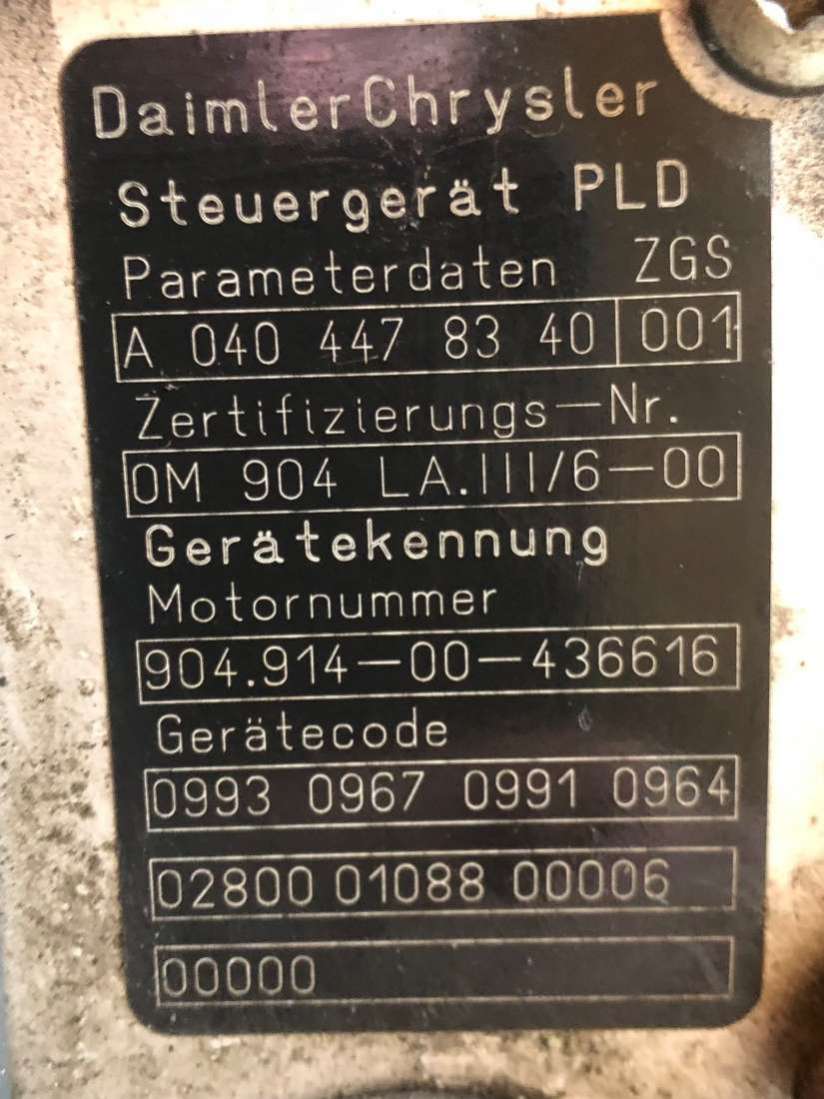 DaimlerChrysler
Steuergerät PLD
Parameterdaten ZGS
A 040 447 83 40 001
Zertifizierungs-Nr.
OM 904 LA.III/6-00
Gerätekennung
Motornummer
904.914-00-436616
Gerätecode
0993 0967 0991 0964
02800 01088 00006
00000